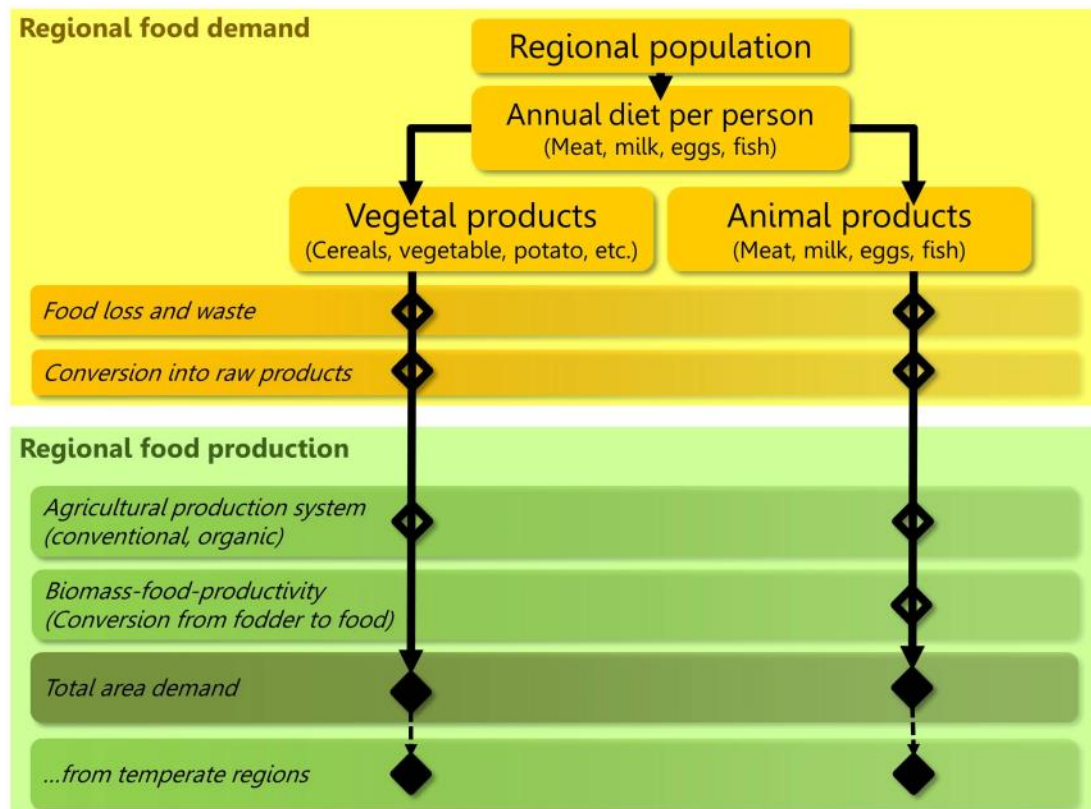 Regional food demand
Regional population
Annual diet per person
(Meat, milk, eggs, fish)
Vegetal products
(Cereals, vegetable, potato, etc.)
Animal products
(Meat, milk, eggs, fish)
Food loss and waste
Conversion into raw products
Regional food production
Agricultural production system
(conventional, organic)
Biomass-food-productivity
(Conversion from fodder to food)
Total area demand
...from temperate regions